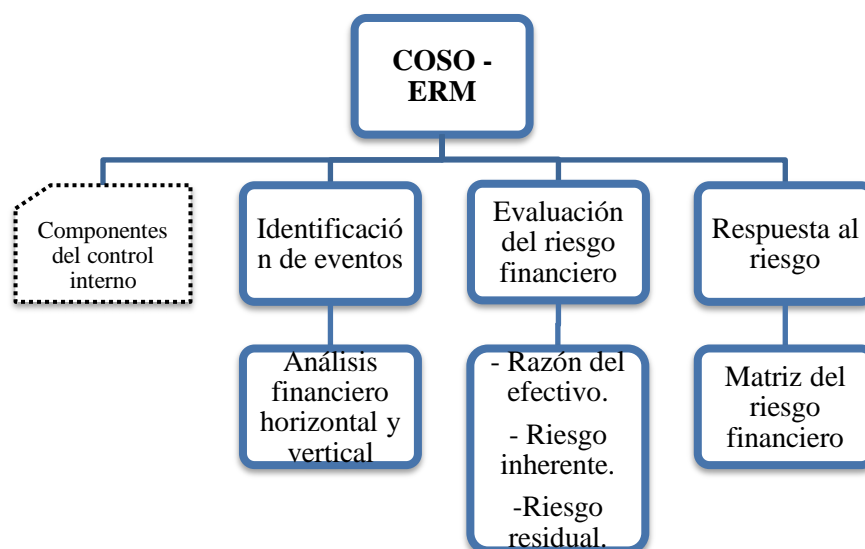 COSO -
ERM
Componentes
del control
interno
Identificació
n de eventos
Evaluación
del riesgo
financiero
Respuesta al
riesgo
Análisis
financiero
horizontal y
vertical
- Razón del
efectivo.
- Riesgo
inherente.
-Riesgo
residual.
Matriz del
riesgo
financiero